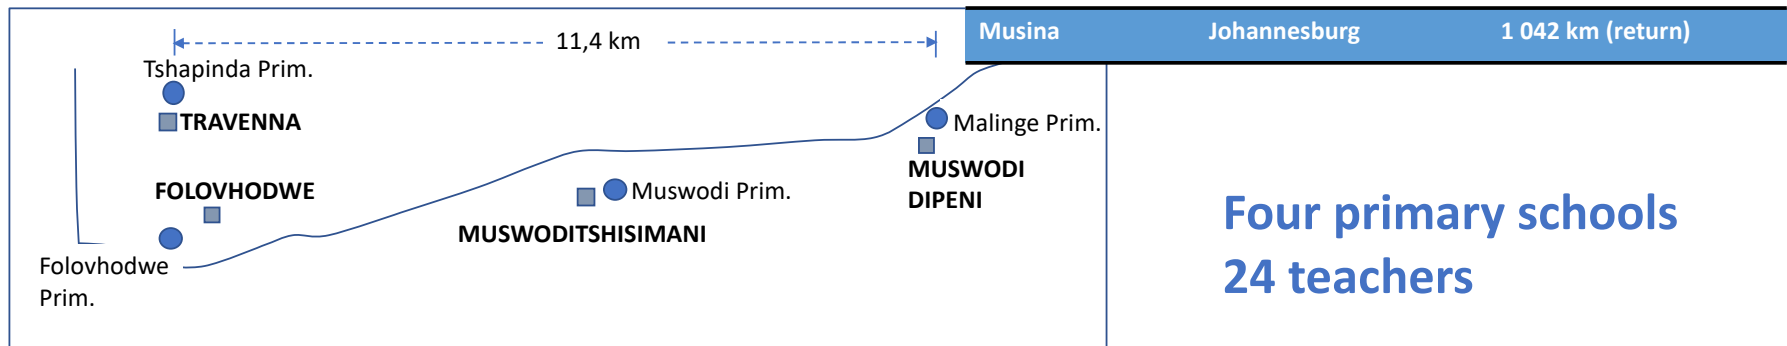 Musina Johannesburg 1 042 km (return)
11,4 km
Tshapinda Prim.
TRAVENNA
Malinge Prim.
MUSWODI
DIPENI
FOLOVHODWE
Muswodi Prim.
MUSWODITSHISIMANI
Folovhodwe
Prim.
Four primary schools
24 teachers